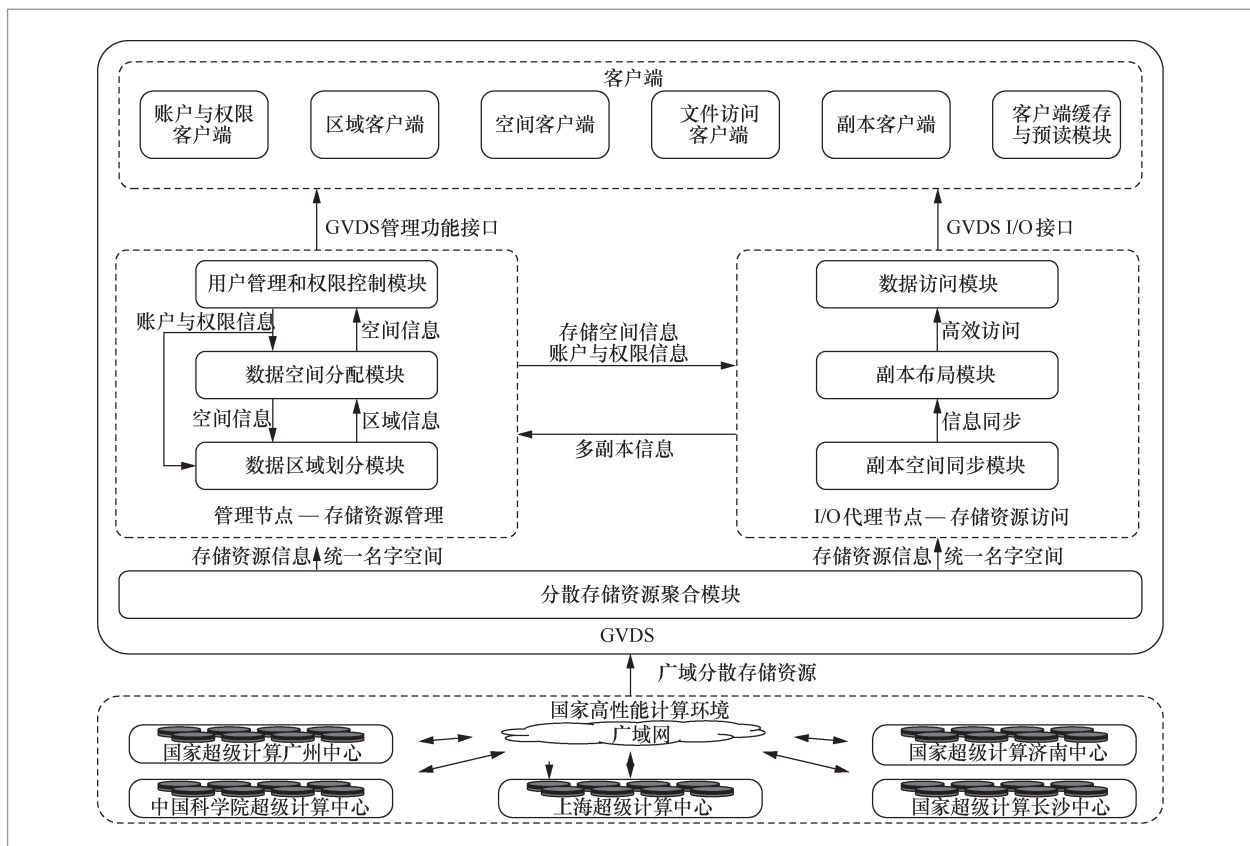 客户端
账户与权限
客户端
区域客户端
空间客户端
文件访问
客户端
副本客户端
客户端缓存
与预读模块
GVDS管理功能接口
GVDS I/O 接口
用户管理和权限控制模块
账户与权限信息
空间信息
数据空间分配模块
空间信息
区域信息
数据区域划分模块
管理节点 — 存储资源管理
存储空间信息
账户与权限信息
多副本信息
数据访问模块
高效访问
副本布局模块
信息同步
副本空间同步模块
I/O 代理节点— 存储资源访问
存储资源信息
统一名字空间
存储资源信息
统一名字空间
分散存储资源聚合模块
GVDS
广域分散存储资源
国家高性能计算环境
广域网
国家超级计算广州中心
国家超级计算济南中心
中国科学院超级计算中心
上海超级计算中心
国家超级计算长沙中心